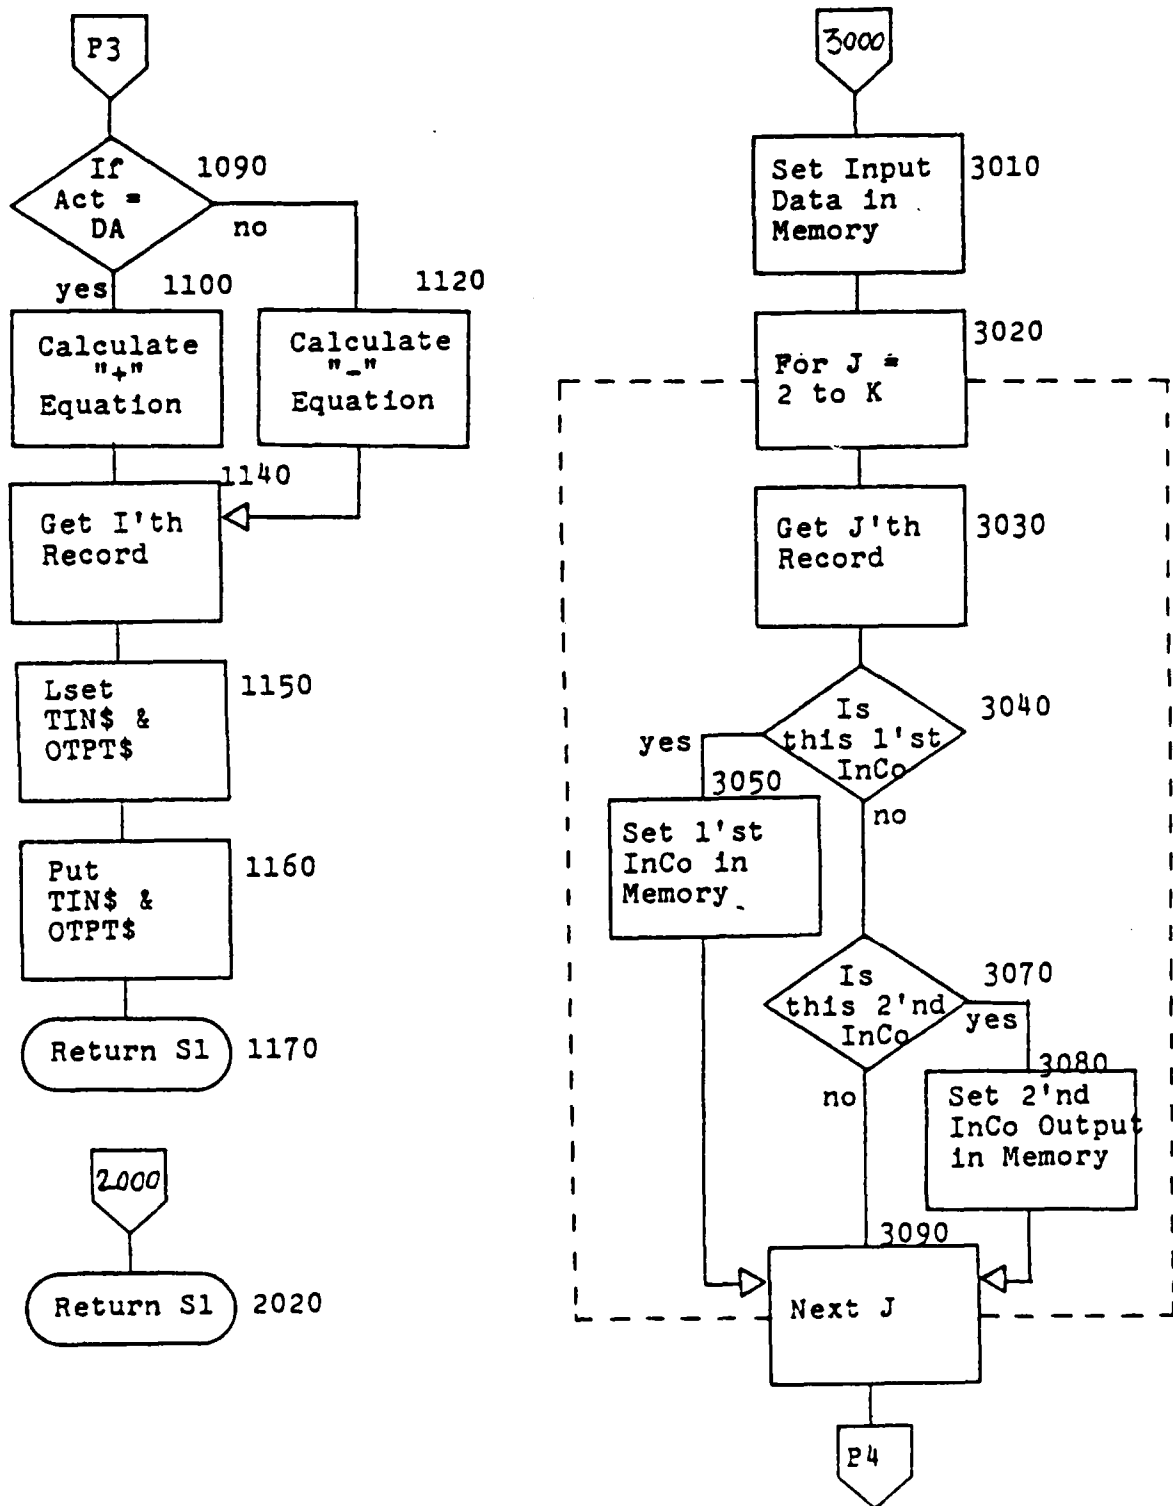 P3
If
Act =
DA
1090
no
yes
1100
1120
Calculate
"+"
Equation
Calculate
"-"
Equation
1140
Get I'th
Record
Lset
TIN$ &
OTPT$
1150
Put
TIN$ &
OTPT$
1160
Return S1
1170
2000
Return S1
2020
3000
Set Input
Data in
Memory
3010
For J =
2 to K
3020
Get J'th
Record
3030
Is
this 1'st
InCo
3040
yes
no
3050
Set 1'st
InCo in
Memory
Is
this 2'nd
InCo
3070
yes
no
3080
Set 2'nd
InCo Output
in Memory
3090
Next J
P4